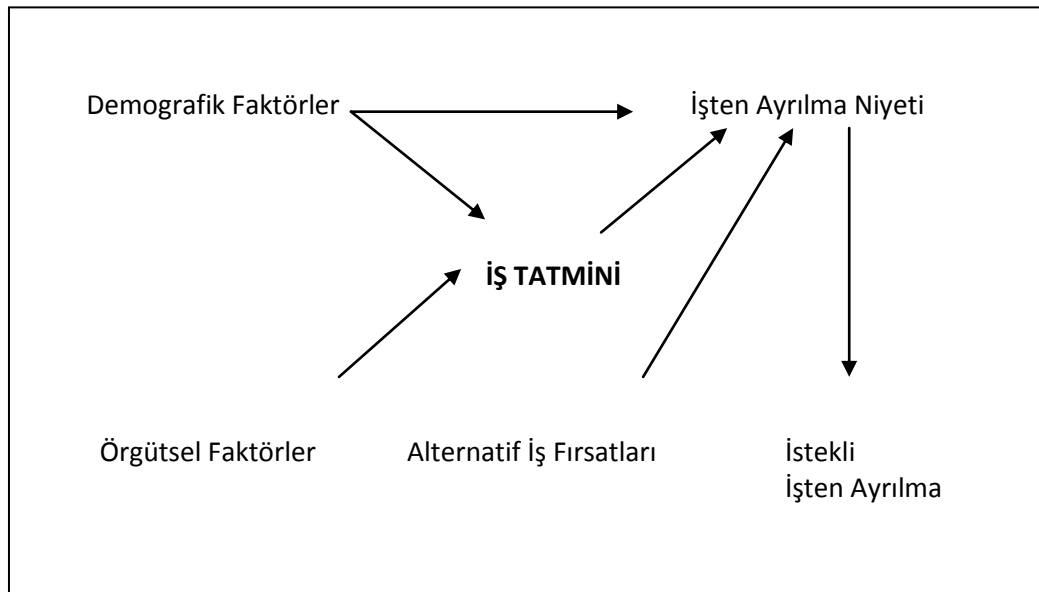 Demografik Faktörler
İşten Ayrılma Niyeti
İŞ TATMİNİ
Örgütsel Faktörler
Alternatif İş Fırsatları
İstekli
İşten Ayrılma